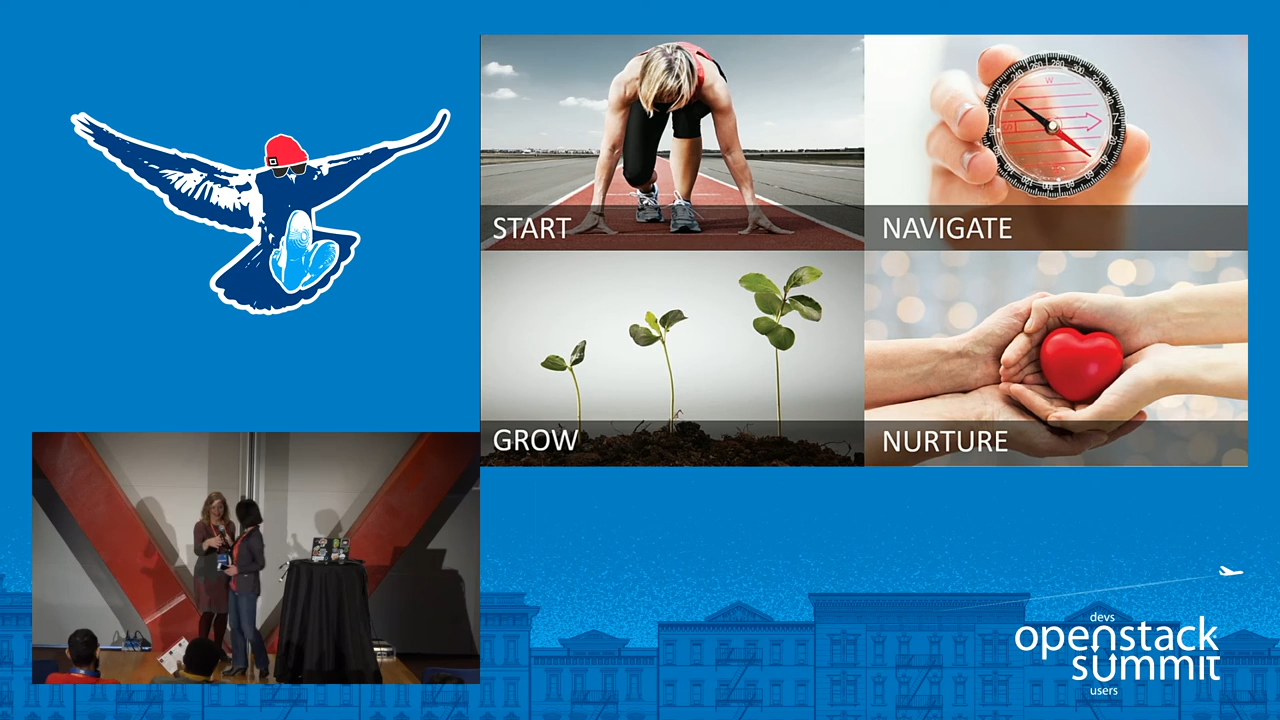 START
NAVIGATE
GROW
NURTURE
devs
openstack
summit
users